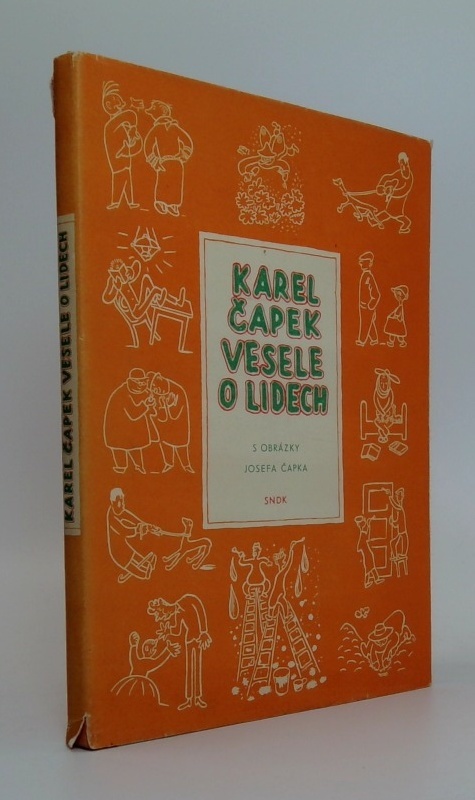 KAREL ČAPEK VESELE O LIDECH
KAREL
ČAPEK
VESELE
O LIDECH
S OBRÁZKY
JOSEFA ČAPKA
SNDK